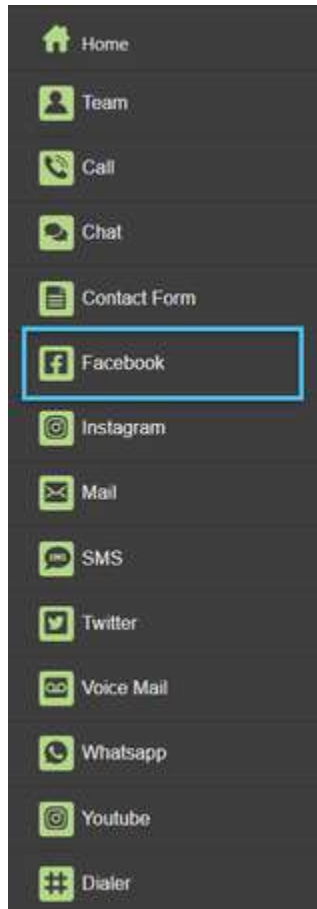 Home
Team
Call
Chat
Contact Form
Facebook
Instagram
Mail
SMS
Twitter
Voice Mail
Whatsapp
Youtube
Dialer